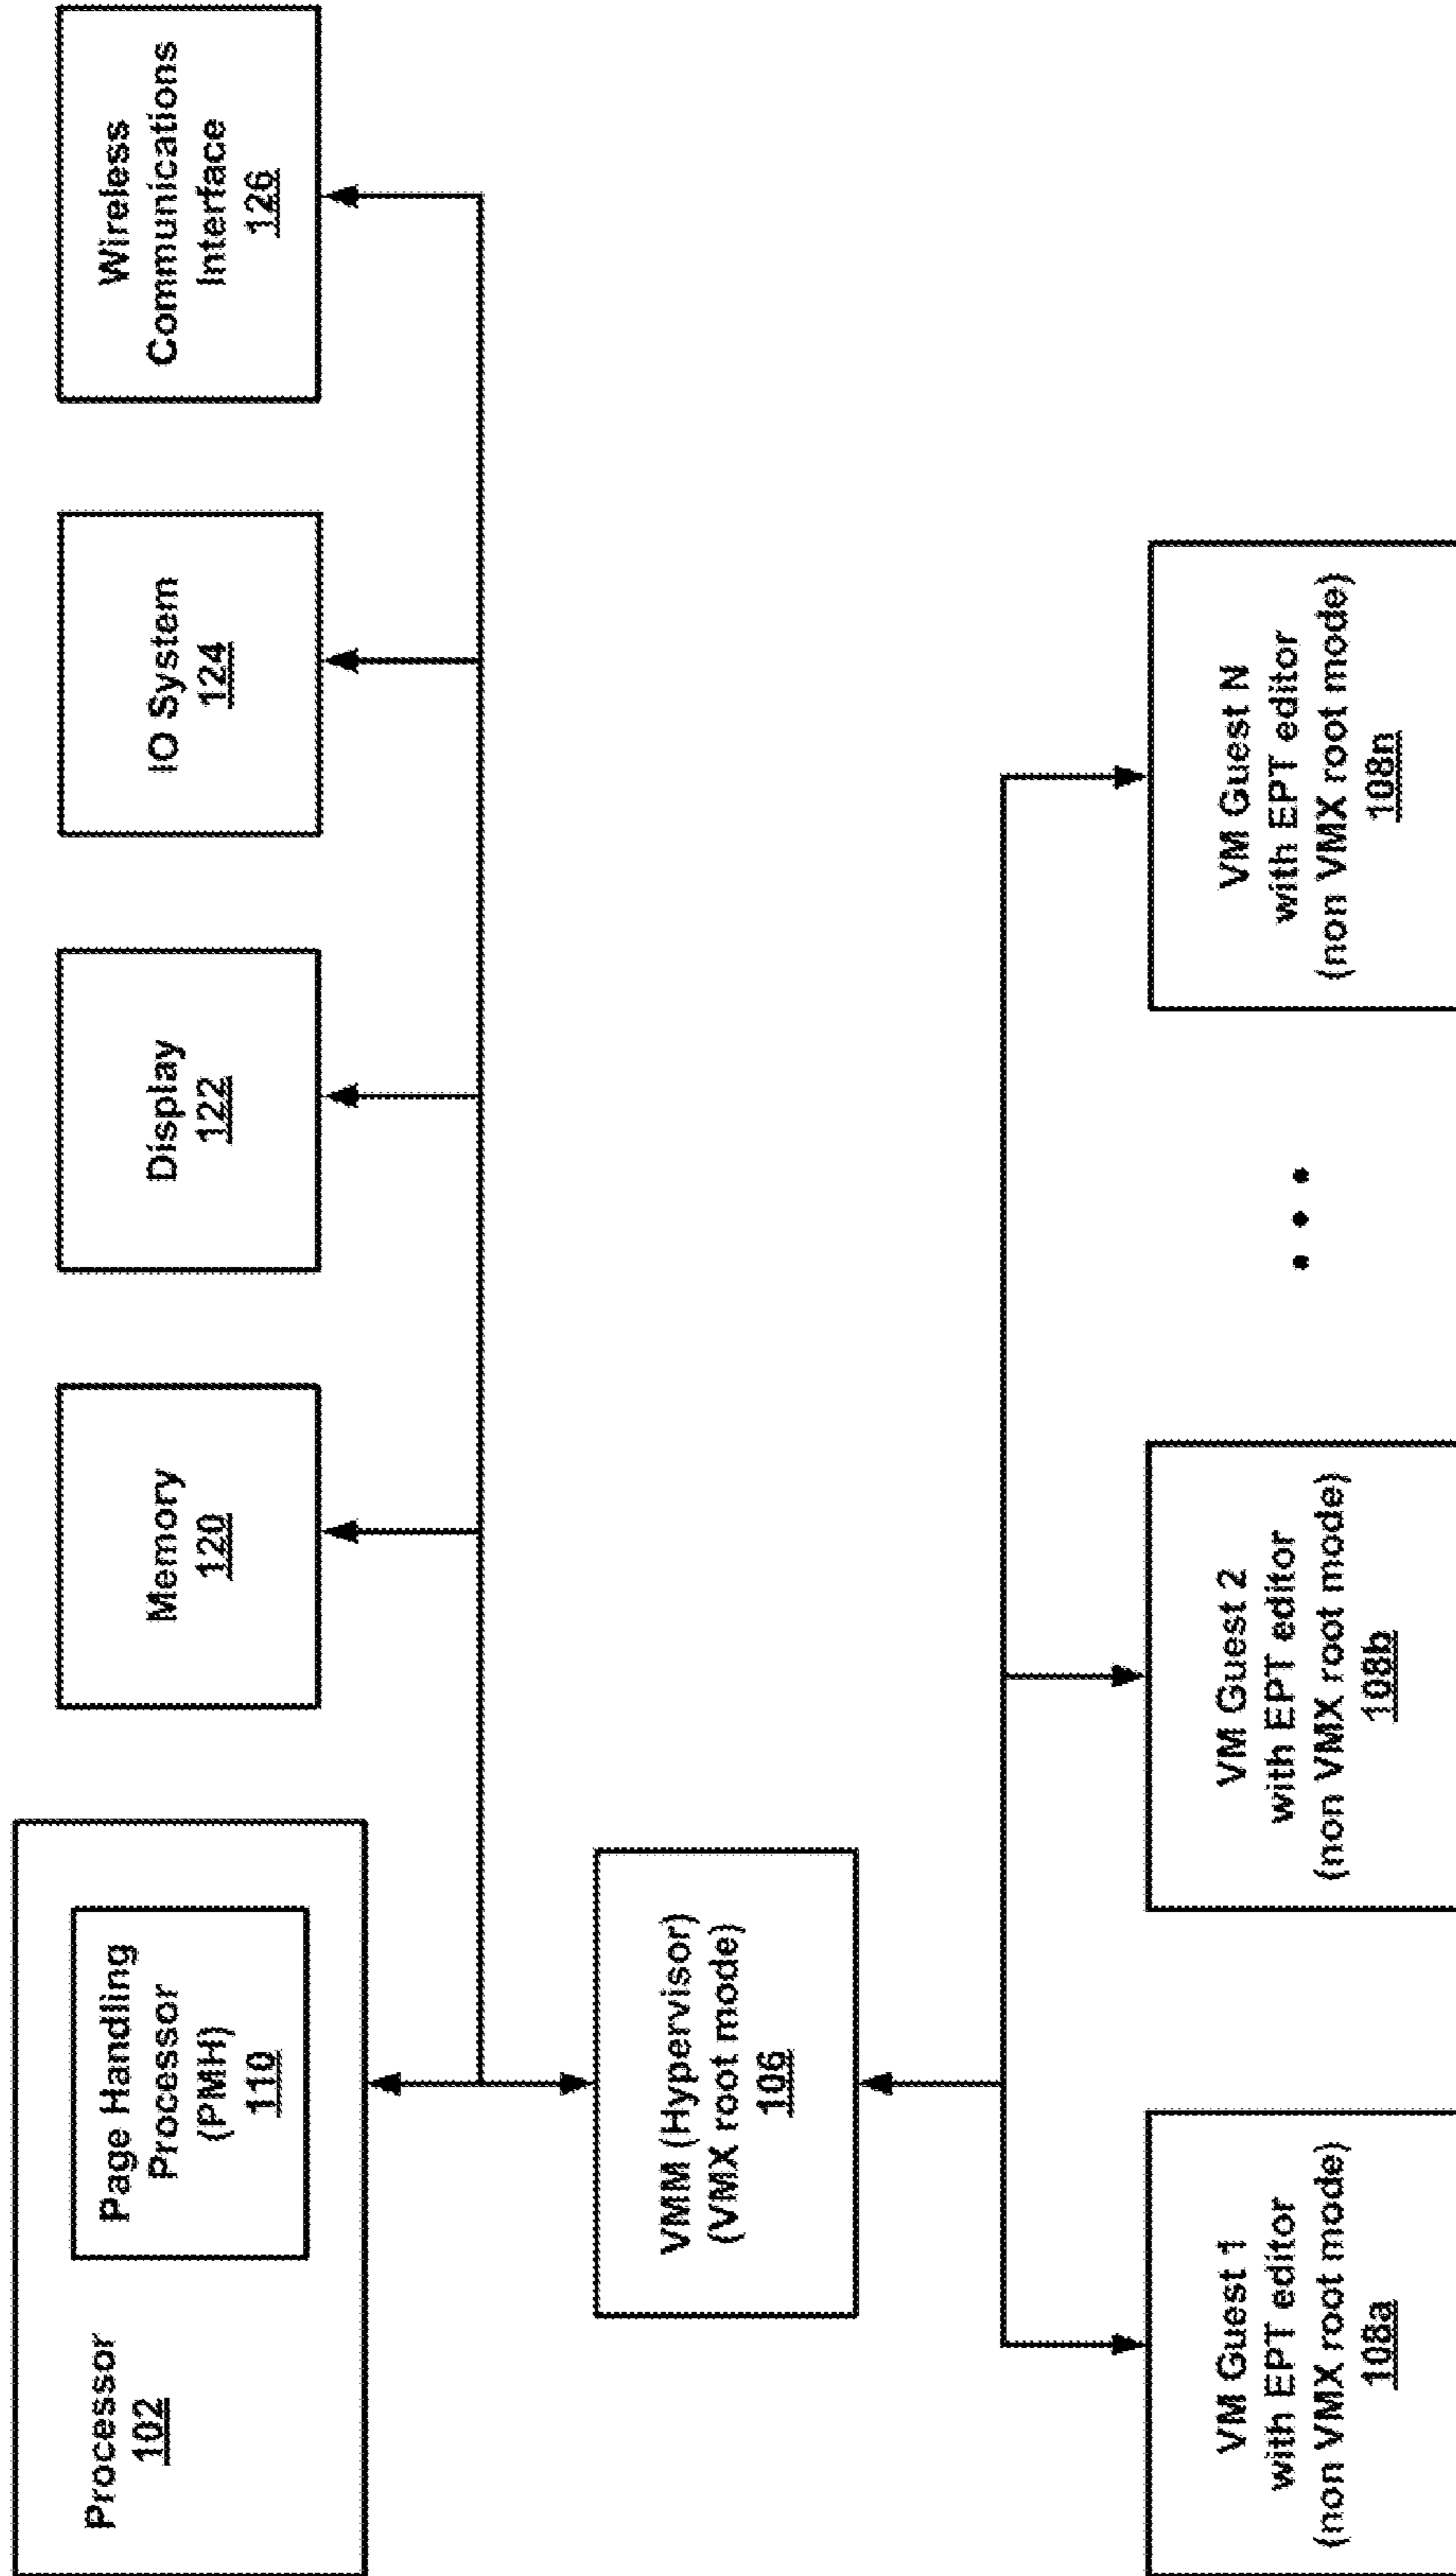 Processor
102
Page Handling
Processor
(PMH)
110
Memory
120
Display
122
IO System
124
Wireless
Communications
Interface
126
VMM (Hypervisor)
(VMX root mode)
106
VM Guest 1
with EPT editor
(non VMX root mode)
108a
VM Guest 2
with EPT editor
(non VMX root mode)
108b
• • •
VM Guest N
with EPT editor
(non VMX root mode)
108n